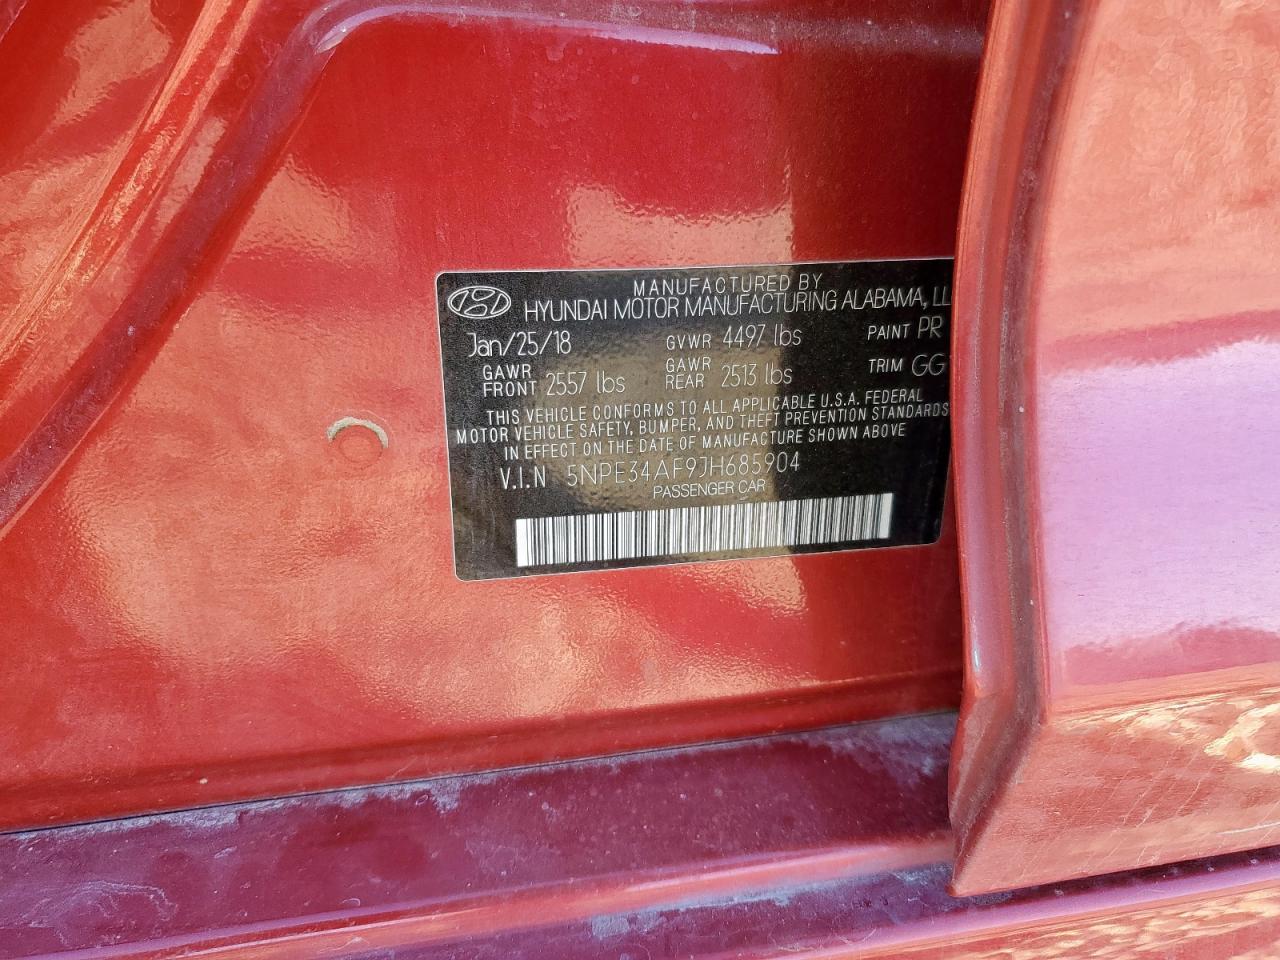 MANUFACTURED BY
HYUNDAI MOTOR MANUFACTURING ALABAMA, LL
Jan/25/18 GVWR 4497 lbs PAINT PR
GAWR FRONT 2557 lbs GAWR REAR 2513 lbs TRIM GG
THIS VEHICLE CONFORMS TO ALL APPLICABLE U.S.A. FEDERAL
MOTOR VEHICLE SAFETY, BUMPER, AND THEFT PREVENTION STANDARDS
IN EFFECT ON THE DATE OF MANUFACTURE SHOWN ABOVE
V.I.N 5NPE34AF9JH685904
PASSENGER CAR